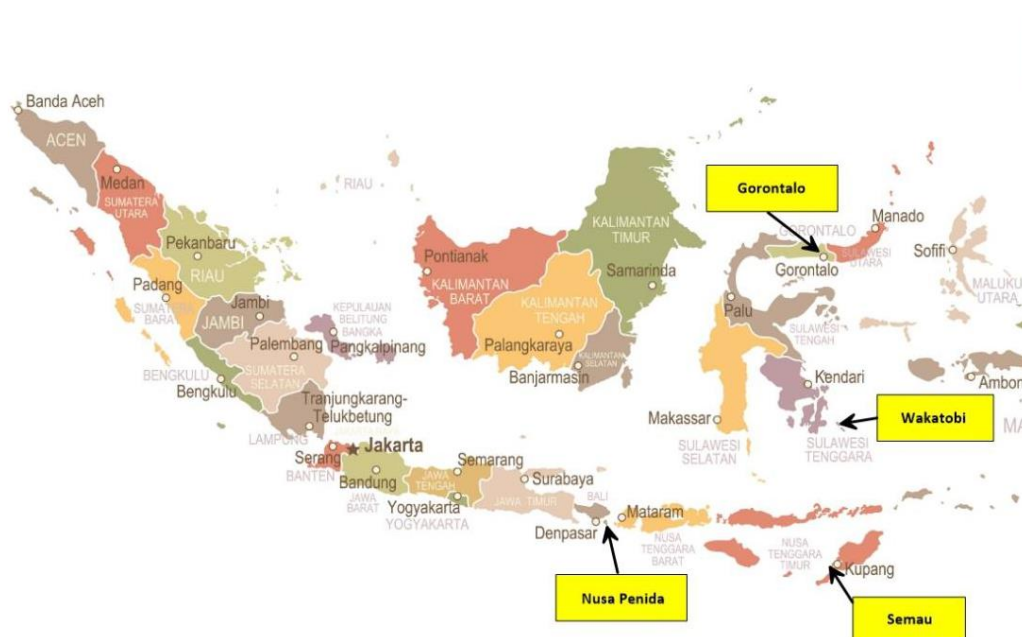 Banda Aceh
ACEH
Medan
SUMATERA
UTARA
Pekanbaru
RIAU
RIAU
Padang
SUMATERA
BARAT
Jambi
JAMBI
KEPULAUAN
BELITUNG
BANGKA
Pangkalpinang
Palembang
SUMATERA
SELATAN
BENGKULU
Bengkulu
Tranjungkarang-
Telukbetung
LAMPUNG
Jakarta
Serang
BANTEN
Bandung
JAWA
BARAT
Semarang
JAWA
TENGAH
Yogyakarta
YOGYAKARTA
Surabaya
JAWA TIMUR
BALI
Denpasar
Mataram
NUSA
TENGGARA
BARAT
NUSA
TENGGARA
TIMUR
Kupang
Pontianak
KALIMANTAN
BARAT
KALIMANTAN
TENGAH
Palangkaraya
KALIMANTAN
TIMUR
Samarinda
KALIMANTAN
SELATAN
Banjarmasin
Gorontalo
GORONTALO
Gorontalo
Manado
SULAWESI
UTARA
Palu
SULAWESI
TENGAH
Kendari
Makassar
SULAWESI
SELATAN
SULAWESI
TENGGARA
Wakatobi
Sofifi
MALUKU
UTARA
Ambon
MA
Nusa Penida
Semau